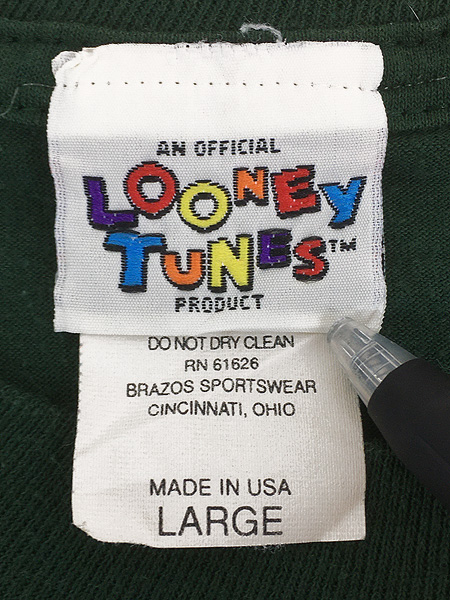 AN OFFICIAL
LOONEY
TUNES™
PRODUCT
DO NOT DRY CLEAN
RN 61626
BRAZOS SPORTSWEAR
CINCINNATI, OHIO
MADE IN USA
LARGE